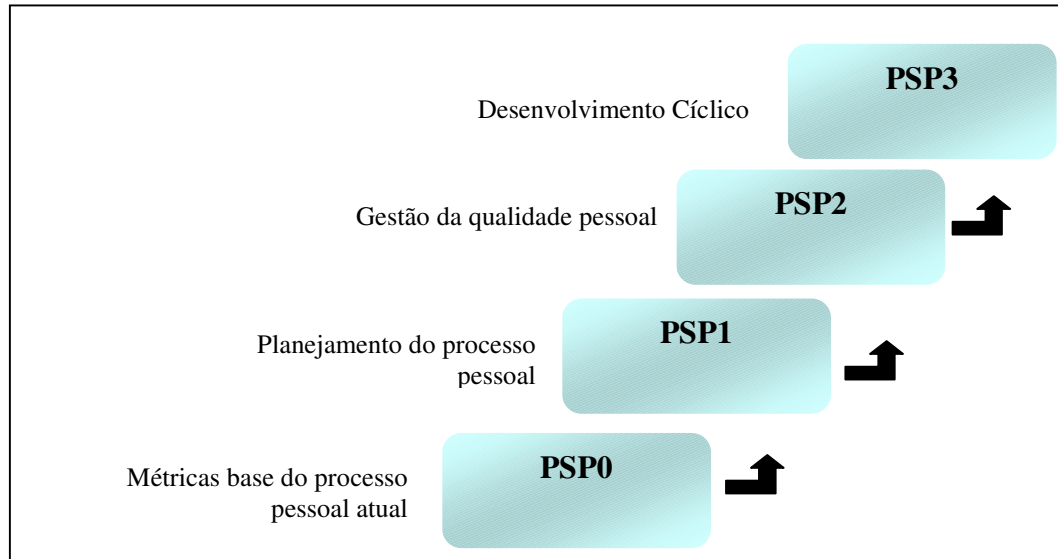 PSP3
Desenvolvimento Cíclico
PSP2
Gestão da qualidade pessoal
PSP1
Planejamento do processo
pessoal
PSP0
Métricas base do processo
pessoal atual